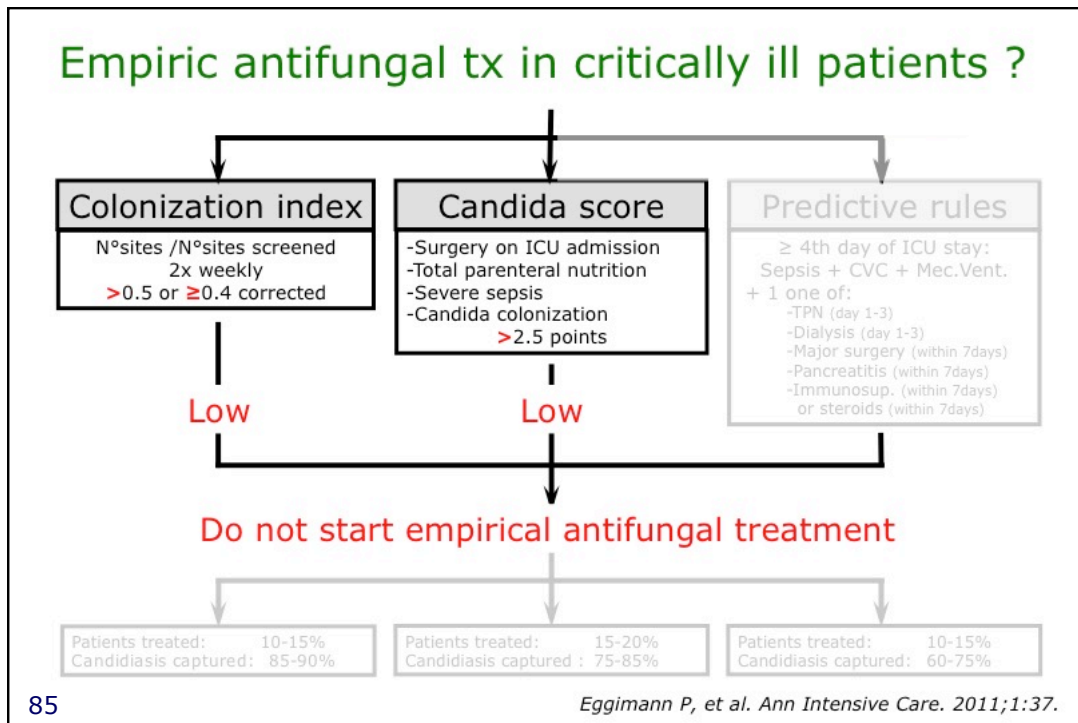 Empiric antifungal tx in critically ill patients ?
Colonization index
N°sites /N°sites screened
2x weekly
>0.5 or ≥0.4 corrected
Candida score
-Surgery on ICU admission
-Total parenteral nutrition
-Severe sepsis
-Candida colonization
>2.5 points
Predictive rules
≥ 4th day of ICU stay:
Sepsis + CVC + Mec.Vent.
+ 1 one of:
-TPN (day 1-3)
-Dialysis (day 1-3)
-Major surgery (within 7days)
-Pancreatitis (within 7days)
-Immunosup. (within 7days)
or steroids (within 7days)
Low
Low
Do not start empirical antifungal treatment
Patients treated: 10-15%
Candidiasis captured: 85-90%
Patients treated: 15-20%
Candidiasis captured : 75-85%
Patients treated: 10-15%
Candidiasis captured: 60-75%
85
Eggimann P, et al. Ann Intensive Care. 2011;1:37.